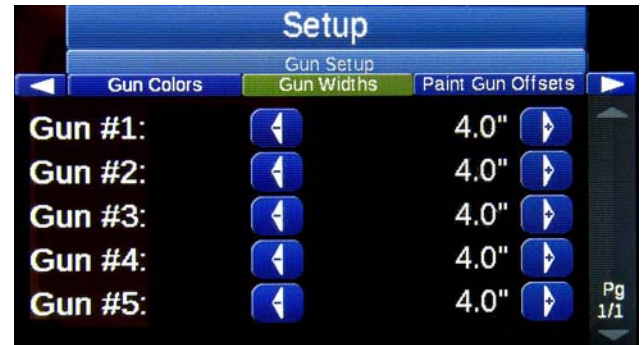 Setup
Gun Setup
Gun Colors Gun Widths Paint Gun Offsets
Gun #1: - 4.0" +
Gun #2: - 4.0" +
Gun #3: - 4.0" +
Gun #4: - 4.0" +
Gun #5: - 4.0" +
Pg
1/1